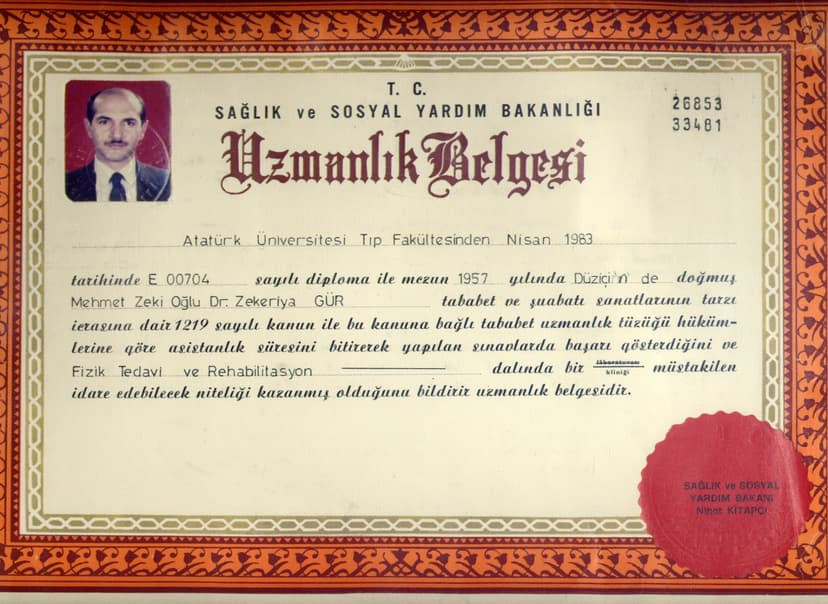 T. C.
SAĞLIK ve SOSYAL YARDIM BAKANLIĞI
Uzmanlık Belgesi
26853
33481
Atatürk Üniversitesi Tıp Fakültesinden Nisan 1983
tarihinde E 00704 sayılı diploma ile mezun 1957 yılında Düziçi'n de doğmuş
Mehmet Zeki Oğlu Dr. Zekeriya GÜR tababet ve şuabatı sanatlarının tarzı
icrasına dair 1219 sayılı kanun ile bu kanuna bağlı tababet uzmanlık tüzüğü hüküm-
lerine göre asistanlık süresini bitirerek yapılan sınavlarda başarı gösterdiğini ve
Fizik Tedavi ve Rehabilitasyon dalında bir laboratuvarı kliniği müstakilen
idare edebilecek niteliği kazanmış olduğunu bildirir uzmanlık belgesidir.
SAĞLIK ve SOSYAL
YARDIM BAKANI
Nihat KİTAPÇI